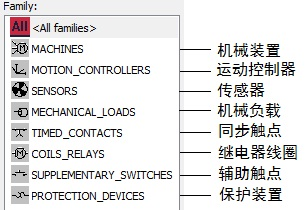 Family:
All <All families>
MACHINES 机械装置
MOTION_CONTROLLERS 运动控制器
SENSORS 传感器
MECHANICAL_LOADS 机械负载
TIMED_CONTACTS 同步触点
COILS_RELAYS 继电器线圈
SUPPLEMENTARY_SWITCHES 辅助触点
PROTECTION_DEVICES 保护装置